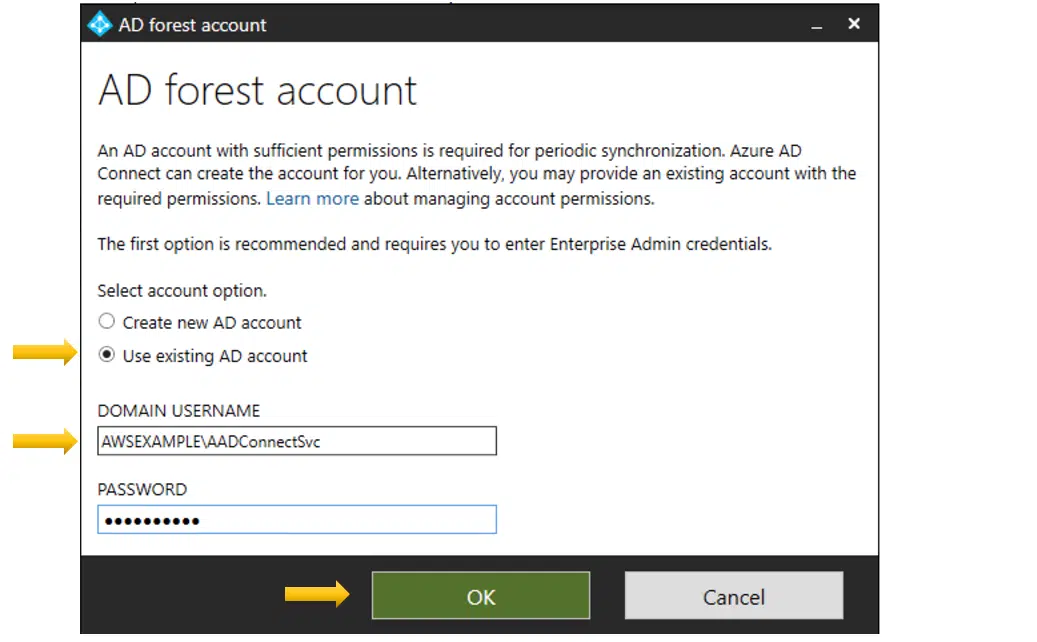 AD forest account
AD forest account
An AD account with sufficient permissions is required for periodic synchronization. Azure AD
Connect can create the account for you. Alternatively, you may provide an existing account with the
required permissions. Learn more about managing account permissions.
The first option is recommended and requires you to enter Enterprise Admin credentials.
Select account option.
Create new AD account
Use existing AD account
DOMAIN USERNAME
AWSEXAMPLE\AADConnectSvc
PASSWORD
••••••••••
OK Cancel